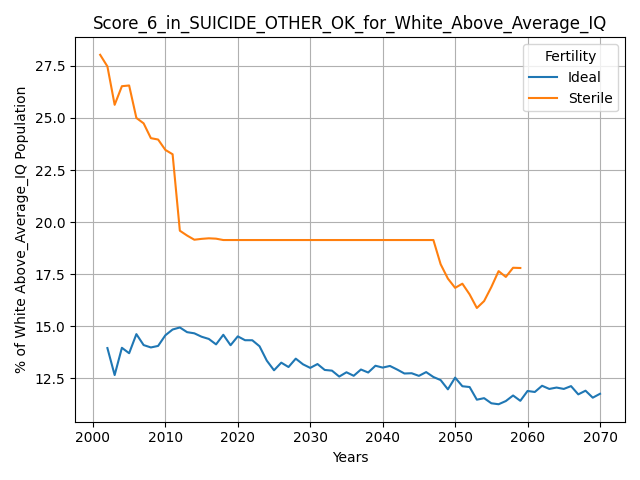 Score_6_in_SUICIDE_OTHER_OK_for_White_Above_Average_IQ
Fertility
Ideal
Sterile
% of White Above_Average_IQ Population
27.5
25.0
22.5
20.0
17.5
15.0
12.5
2000 2010 2020 2030 2040 2050 2060 2070
Years